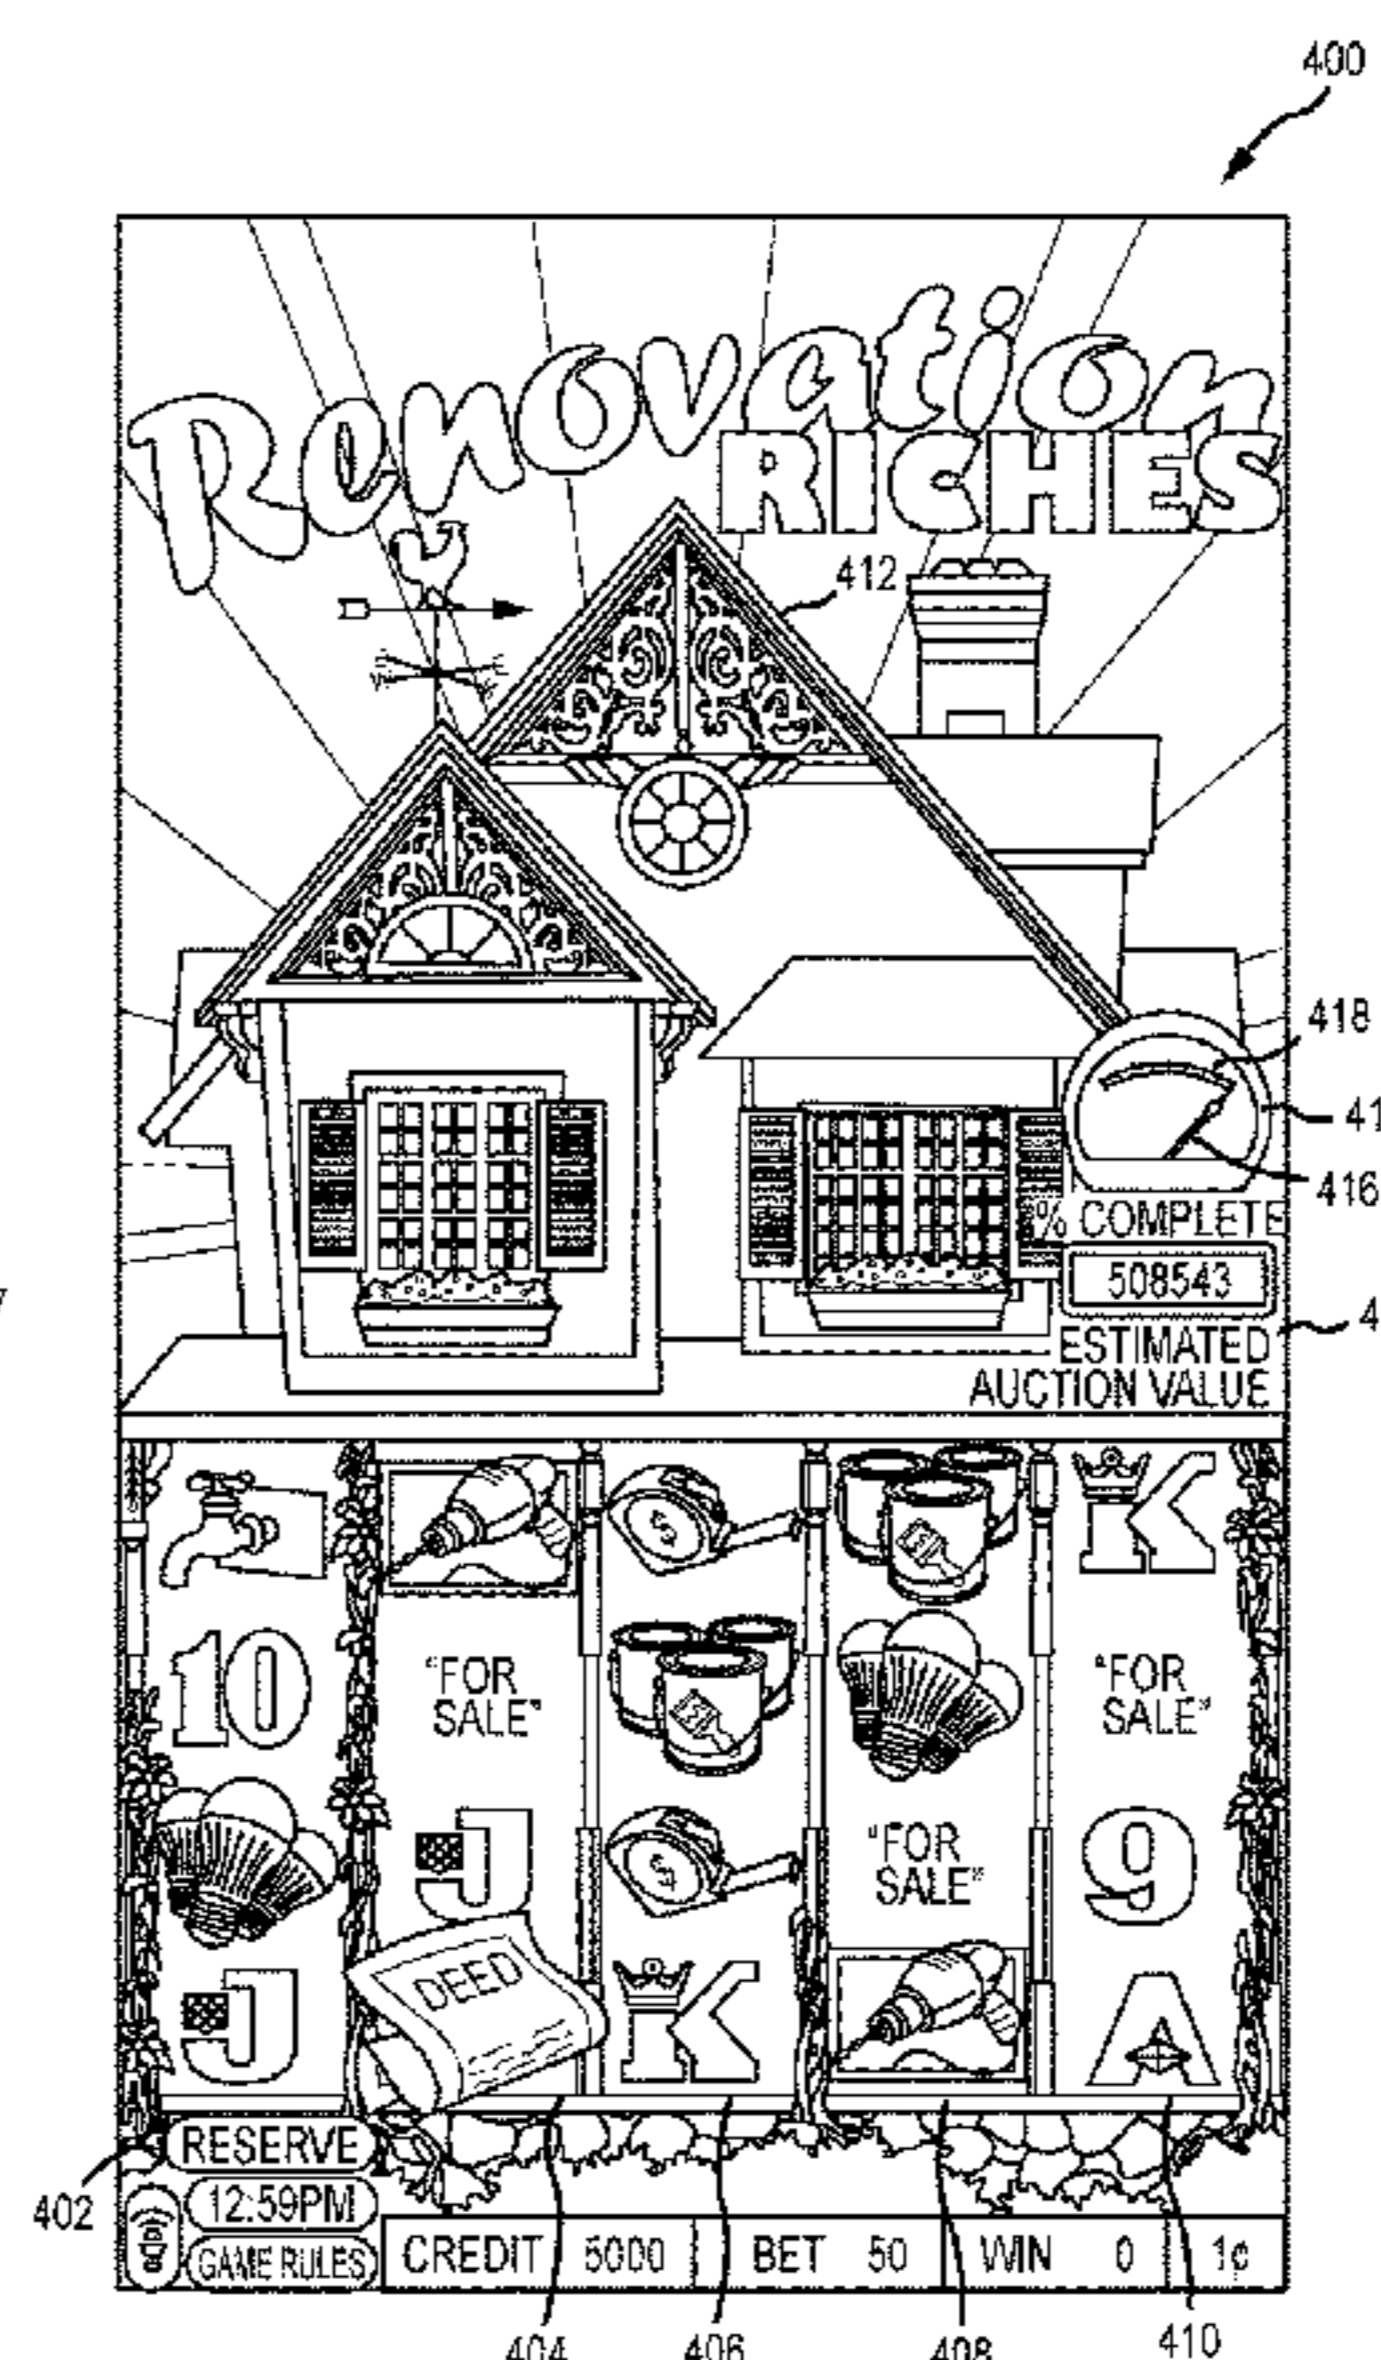 400
Renovation
RICHES
412
418
41
416
% COMPLETE
508543
4
ESTIMATED
AUCTION VALUE
$
K
10
"FOR
SALE"
"FOR
SALE"
J
$
"FOR
SALE"
9
J
DEED
K
A
402
RESERVE
12:59PM
GAME RULES
CREDIT 5000 BET 50 WIN 0 1¢
404 406 408 410